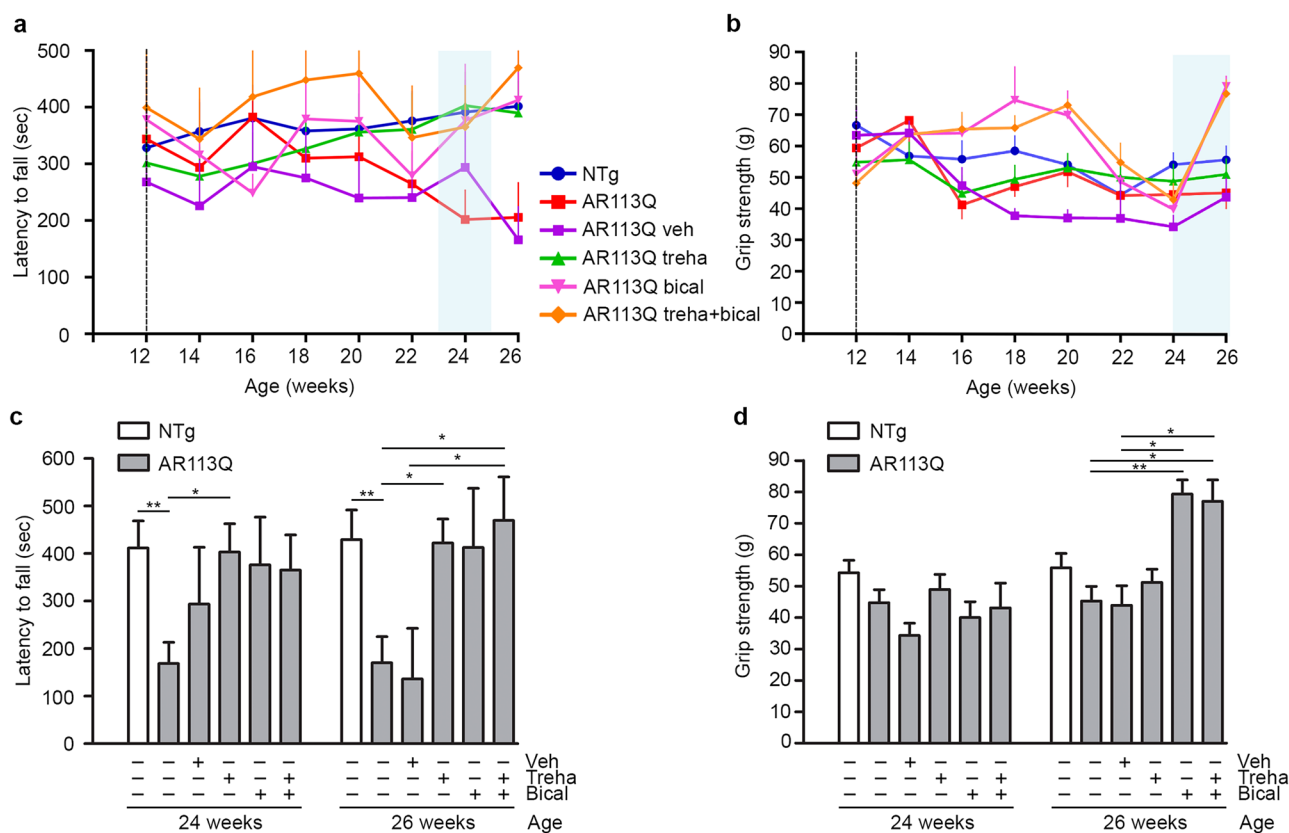 a
Latency to fall (sec)
500
400
300
200
100
0
12 14 16 18 20 22 24 26
Age (weeks)
NTg
AR113Q
AR113Q veh
AR113Q treha
AR113Q bical
AR113Q treha+bical
b
Grip strength (g)
90
80
70
60
50
40
30
20
10
0
12 14 16 18 20 22 24 26
Age (weeks)
c
NTg
AR113Q
Latency to fall (sec)
600
500
400
300
200
100
0
** *
** * * *
– – + – – – – – + – – – Veh
– – – + – + – – – + – + Treha
– – – – + + – – – – + + Bical
24 weeks 26 weeks Age
d
NTg
AR113Q
Grip strength (g)
90
80
70
60
50
40
30
20
10
0
*
*
*
**
– – + – – – – – + – – – Veh
– – – + – + – – – + – + Treha
– – – – + + – – – – + + Bical
24 weeks 26 weeks Age